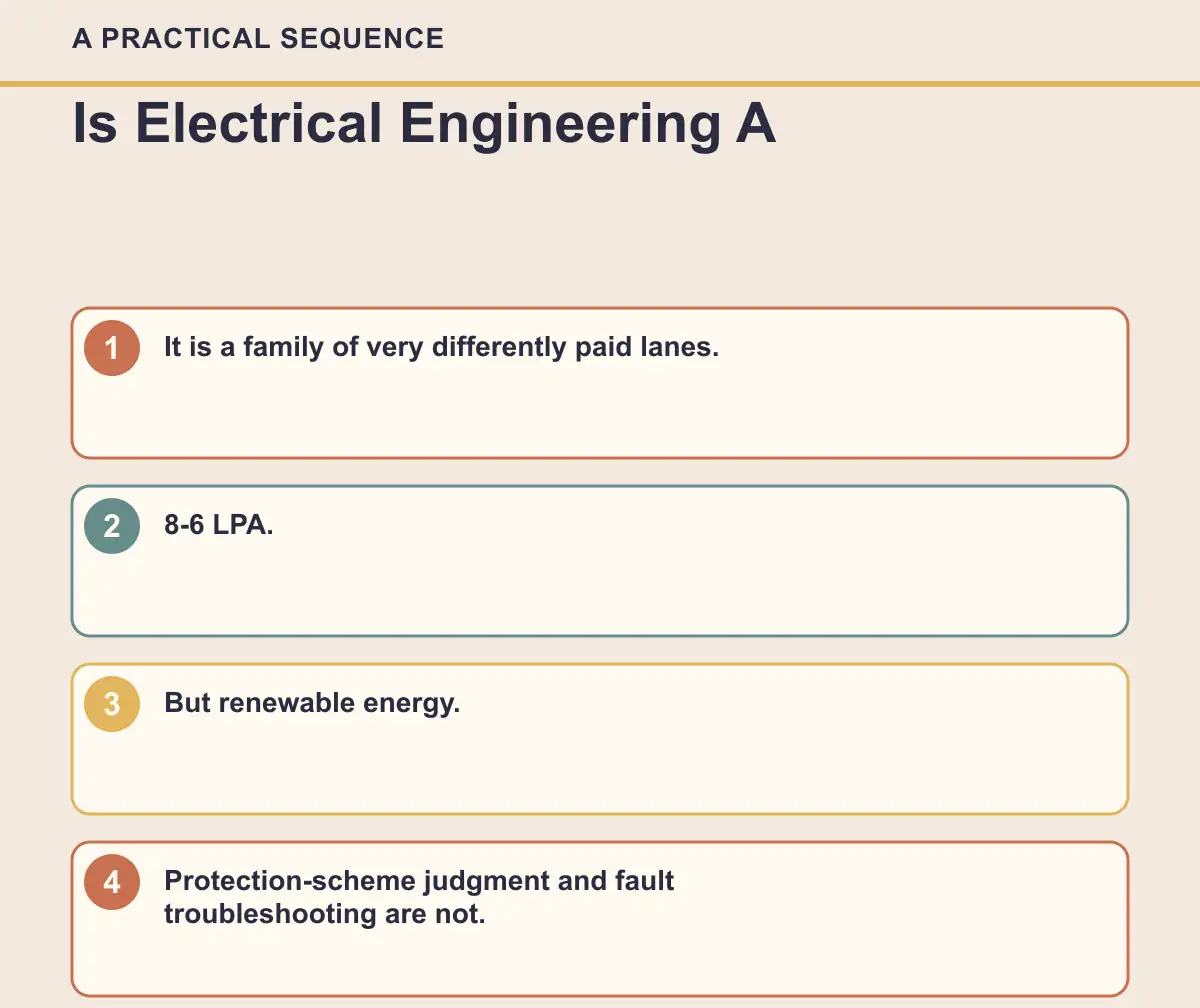 A PRACTICAL SEQUENCE
Is Electrical Engineering A
1
It is a family of very differently paid lanes.
2
8-6 LPA.
3
But renewable energy.
4
Protection-scheme judgment and fault
troubleshooting are not.